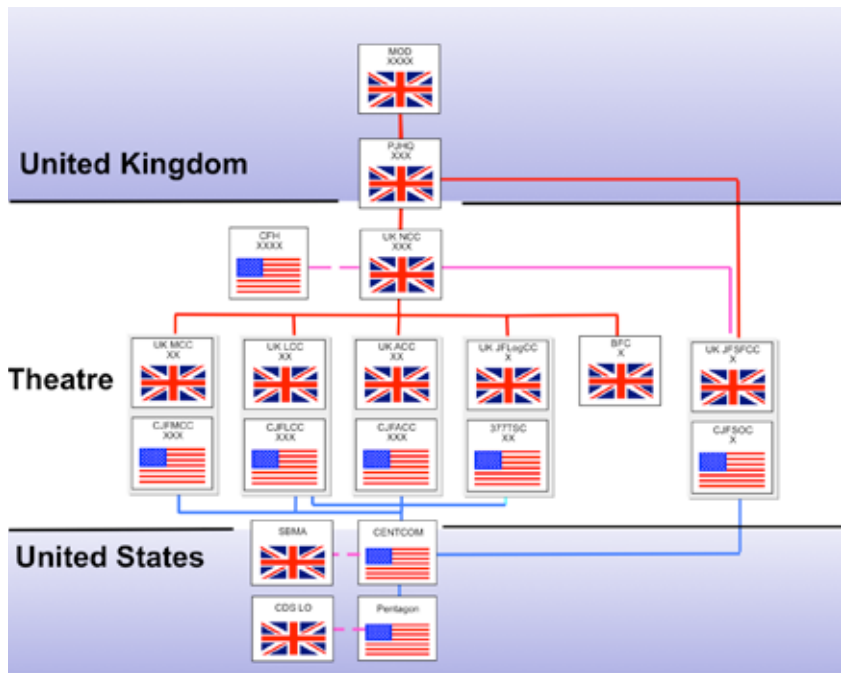 MOD
XXXX
United Kingdom
PJHQ
XXX
CFH
XXXX
UK NCC
XXX
Theatre
UK MCC
XX
UK LCC
XX
UK ACC
XX
UK JFLogCC
X
BFC
X
UK JFSFCC
X
CJFMCC
XXX
CJFLCC
XXX
CJFACC
XXX
377TSC
XX
CJFSOC
X
United States
SBMA
CENTCOM
CDS LO
Pentagon